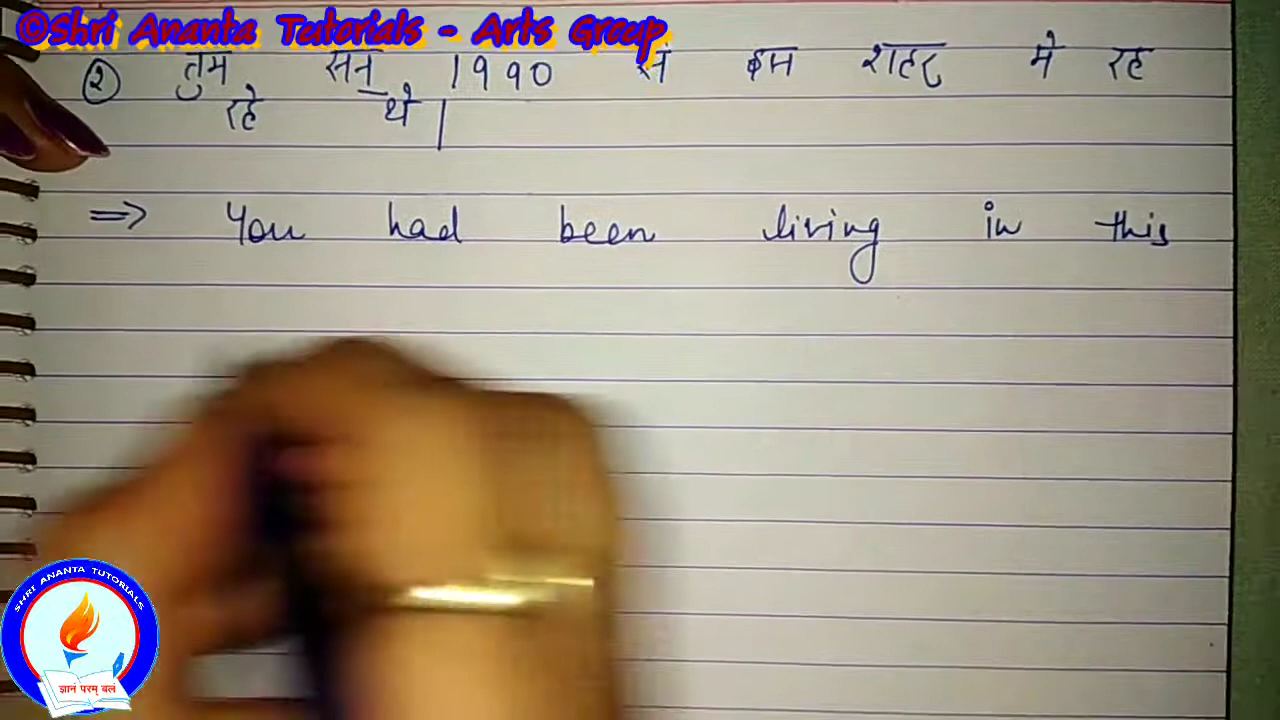 ©Shri Ananta Tutorials - Arts Group
२ तुम सन् 1990 से इस शहर मे रह
रहे थे |
⇒ You had been living in this
SHRI ANANTA TUTORIALS
ज्ञानं परमं बलं